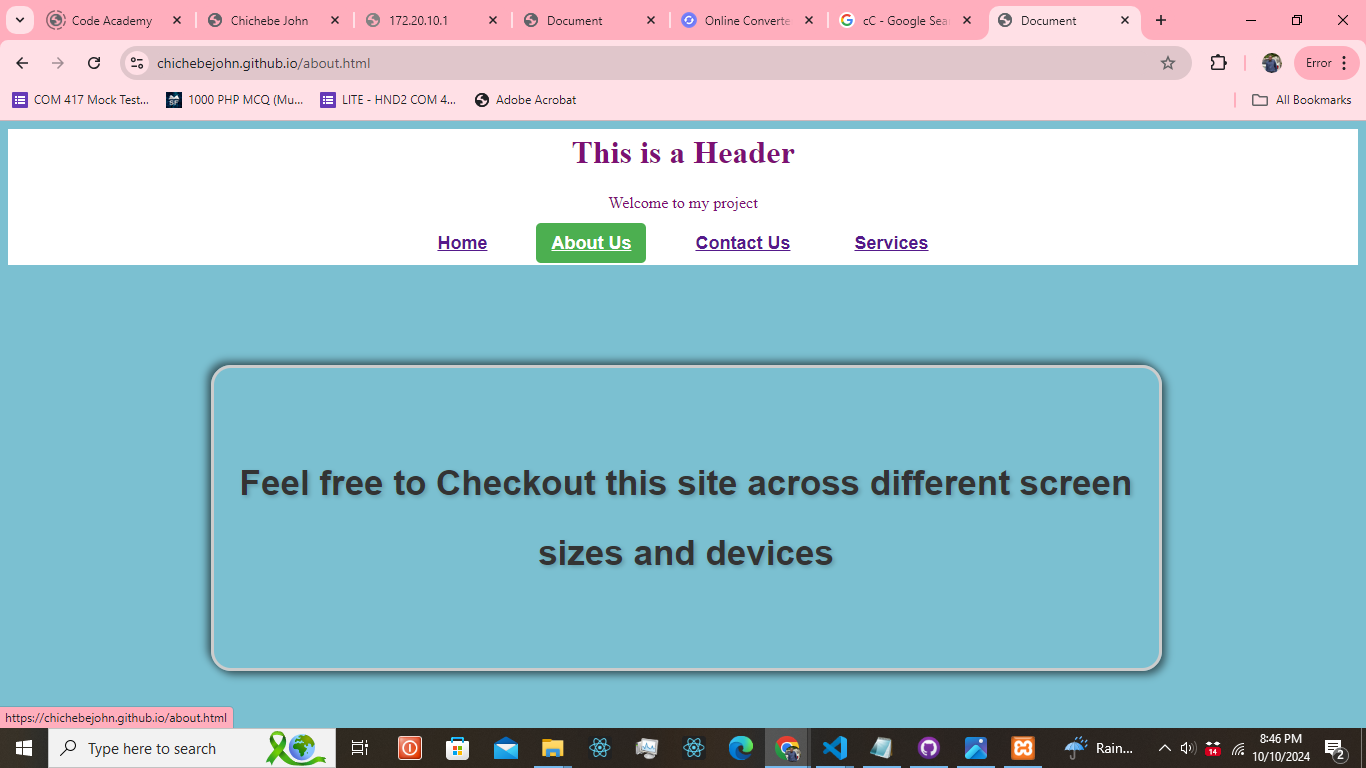 Code Academy
Chichebe John
172.20.10.1
Document
Online Converte
cC - Google Sea
Document
chichebejohn.github.io/about.html
Error
COM 417 Mock Test...
1000 PHP MCQ (Mu...
LITE - HND2 COM 4...
Adobe Acrobat
All Bookmarks
This is a Header
Welcome to my project
Home
About Us
Contact Us
Services
Feel free to Checkout this site across different screen
sizes and devices
https://chichebejohn.github.io/about.html
Type here to search
Rain...
14
8:46 PM
10/10/2024
2